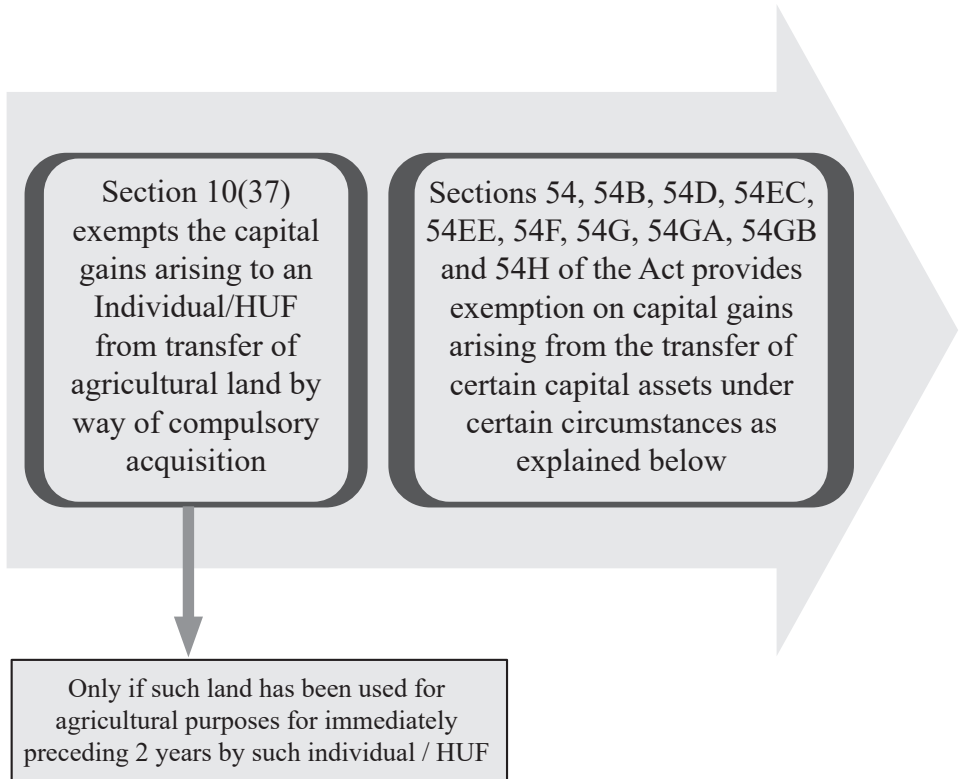 Section 10(37)
exempts the capital
gains arising to an
Individual/HUF
from transfer of
agricultural land by
way of compulsory
acquisition
Sections 54, 54B, 54D, 54EC,
54EE, 54F, 54G, 54GA, 54GB
and 54H of the Act provides
exemption on capital gains
arising from the transfer of
certain capital assets under
certain circumstances as
explained below
Only if such land has been used for
agricultural purposes for immediately
preceding 2 years by such individual / HUF